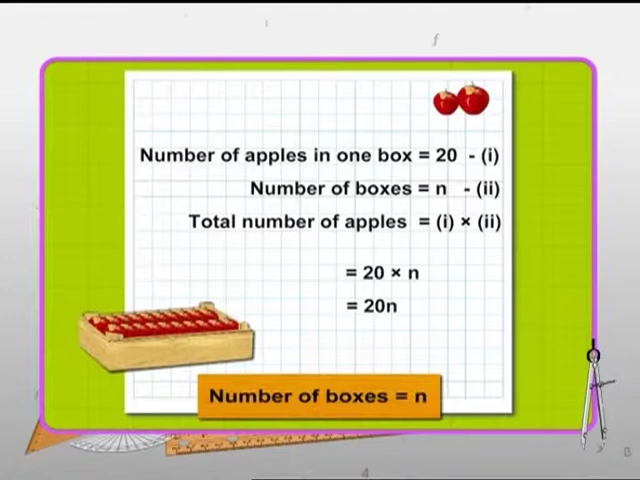 Number of apples in one box = 20 - (i)
Number of boxes = n - (ii)
Total number of apples = (i) × (ii)
= 20 × n
= 20n
Number of boxes = n